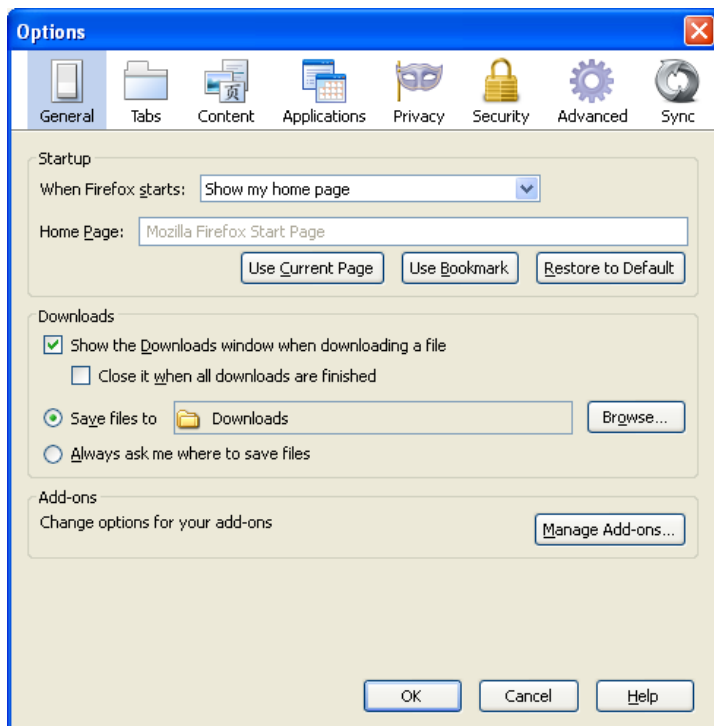 Options
General Tabs Content Applications Privacy Security Advanced Sync
页
Startup
When Firefox starts: Show my home page
Home Page: Mozilla Firefox Start Page
Use Current Page Use Bookmark Restore to Default
Downloads
Show the Downloads window when downloading a file
Close it when all downloads are finished
Save files to Downloads Browse...
Always ask me where to save files
Add-ons
Change options for your add-ons
Manage Add-ons...
OK Cancel Help